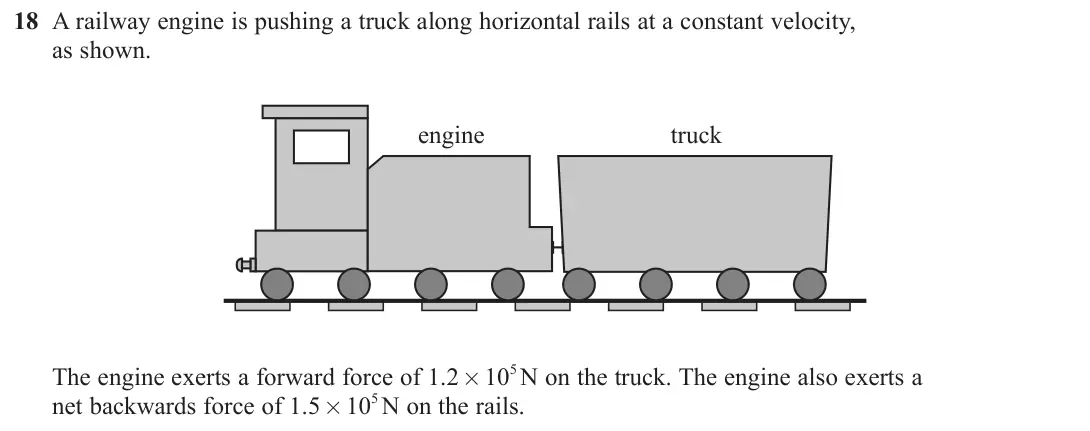 18 A railway engine is pushing a truck along horizontal rails at a constant velocity,
as shown.
engine truck
The engine exerts a forward force of 1.2 × 10⁵ N on the truck. The engine also exerts a
net backwards force of 1.5 × 10⁵ N on the rails.